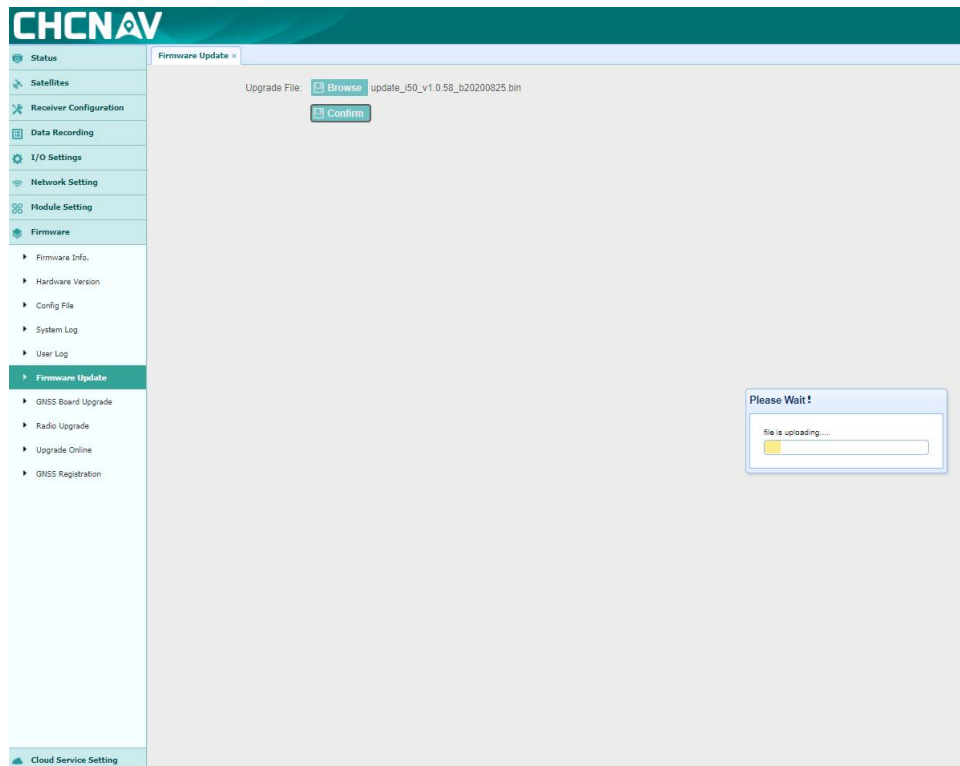 CHCNAV
Status
Firmware Update ×
Satellites
Receiver Configuration
Data Recording
I/O Settings
Network Setting
Module Setting
Firmware
Firmware Info.
Hardware Version
Config File
System Log
User Log
Firmware Update
GNSS Board Upgrade
Radio Upgrade
Upgrade Online
GNSS Registration
Cloud Service Setting
Upgrade File: Browse update_i50_v1.0.58_b20200825.bin
Confirm
Please Wait!
file is uploading.....